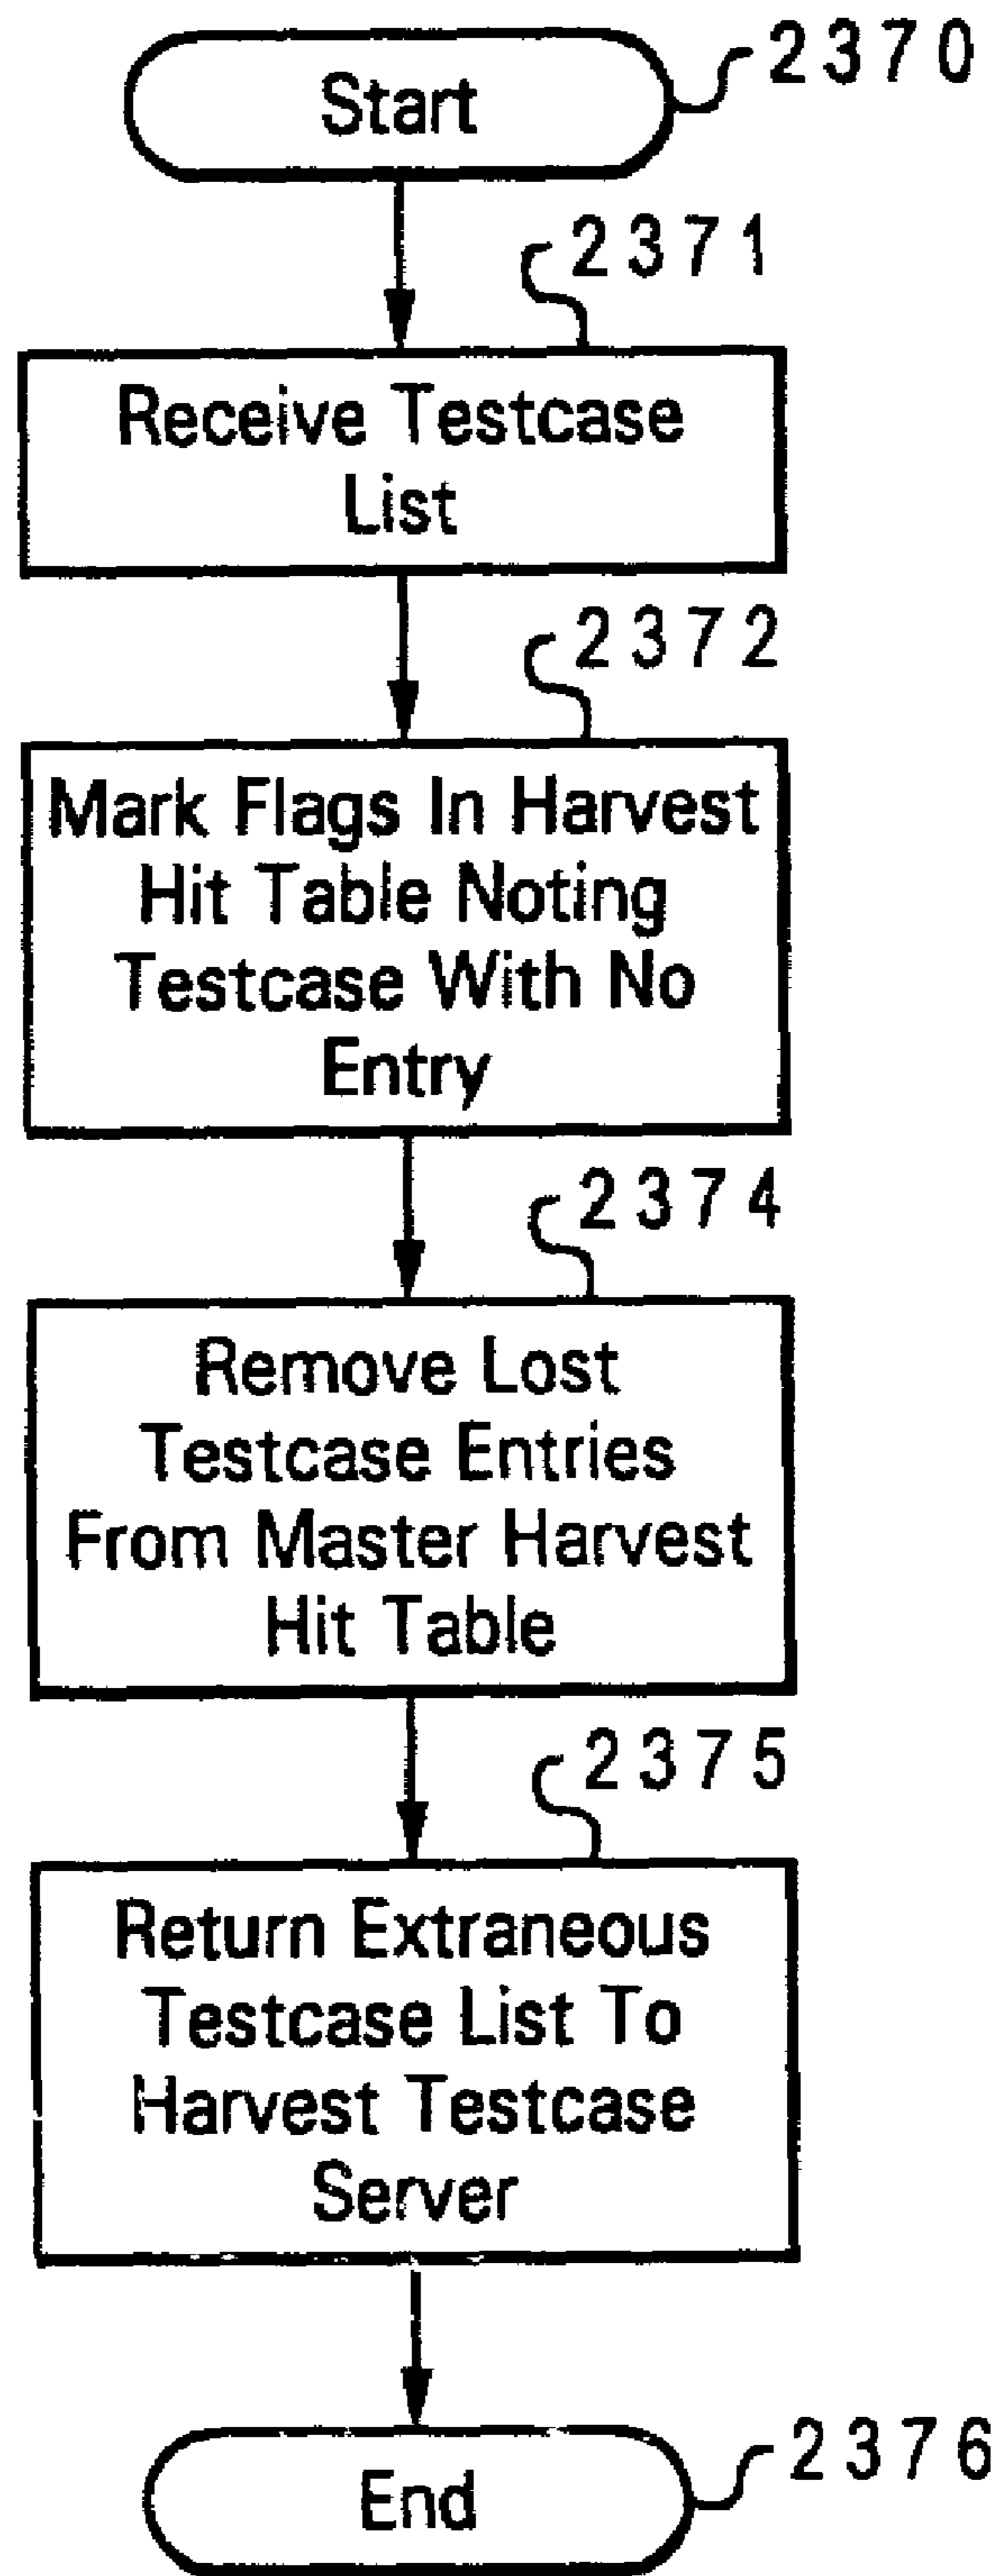 Start
2370
2371
Receive Testcase
List
2372
Mark Flags In Harvest
Hit Table Noting
Testcase With No
Entry
2374
Remove Lost
Testcase Entries
From Master Harvest
Hit Table
2375
Return Extraneous
Testcase List To
Harvest Testcase
Server
End
2376